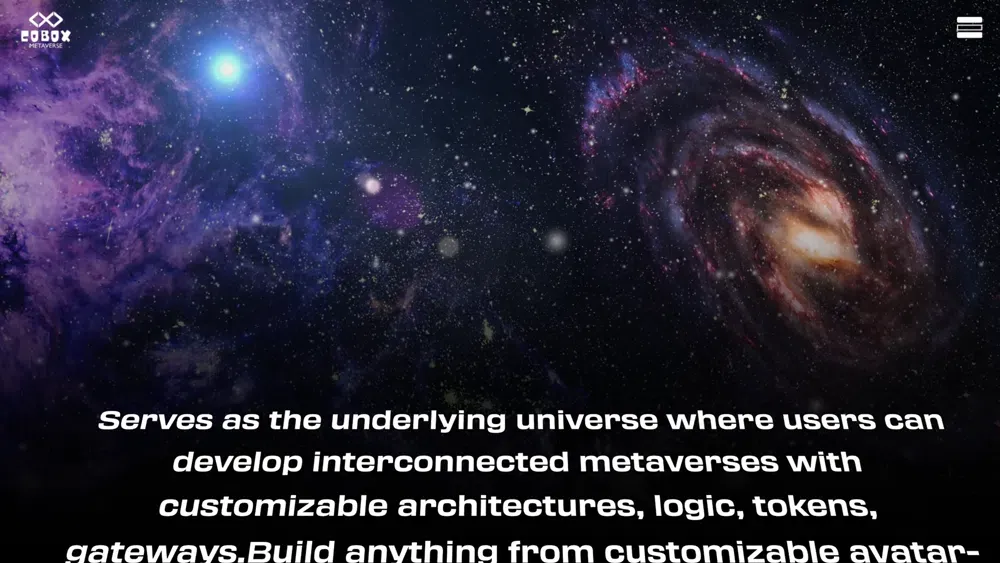 COBOX
METAVERSE
Serves as the underlying universe where users can
develop interconnected metaverses with
customizable architectures, logic, tokens,
gateways.Build anything from customizable avatar-